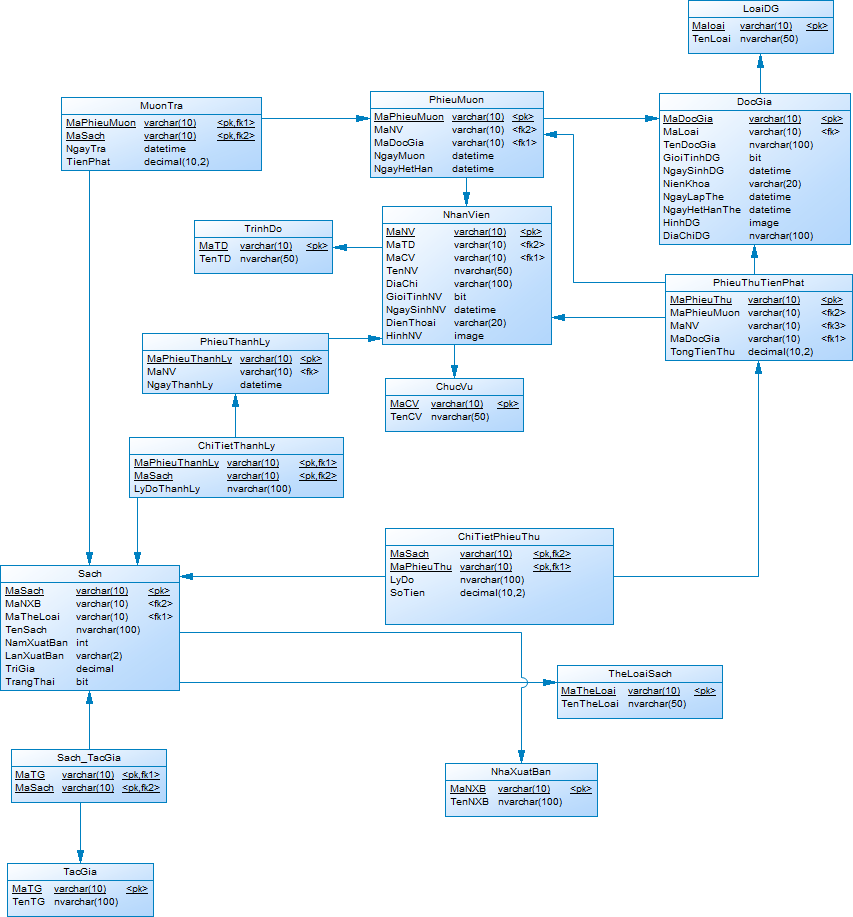 LoaiDG
Maloai varchar(10) <pk>
TenLoai nvarchar(50)
MuonTra
MaPhieuMuon varchar(10) <pk,fk1>
MaSach varchar(10) <pk,fk2>
NgayTra datetime
TienPhat decimal(10,2)
PhieuMuon
MaPhieuMuon varchar(10) <pk>
MaNV varchar(10) <fk2>
MaDocGia varchar(10) <fk1>
NgayMuon datetime
NgayHetHan datetime
DocGia
MaDocGia varchar(10) <pk>
MaLoai varchar(10) <fk>
TenDocGia nvarchar(100)
GioiTinhDG bit
NgaySinhDG datetime
NienKhoa varchar(20)
NgayLapThe datetime
NgayHetHanThe datetime
HinhDG image
DiaChiDG nvarchar(100)
TrinhDo
MaTD varchar(10) <pk>
TenTD nvarchar(50)
NhanVien
MaNV varchar(10) <pk>
MaTD varchar(10) <fk2>
MaCV varchar(10) <fk1>
TenNV nvarchar(50)
DiaChi varchar(100)
GioiTinhNV bit
NgaySinhNV datetime
DienThoai varchar(20)
HinhNV image
PhieuThuTienPhat
MaPhieuThu varchar(10) <pk>
MaPhieuMuon varchar(10) <fk2>
MaNV varchar(10) <fk3>
MaDocGia varchar(10) <fk1>
TongTienThu decimal(10,2)
PhieuThanhLy
MaPhieuThanhLy varchar(10) <pk>
MaNV varchar(10) <fk>
NgayThanhLy datetime
ChucVu
MaCV varchar(10) <pk>
TenCV nvarchar(50)
ChiTietThanhLy
MaPhieuThanhLy varchar(10) <pk,fk1>
MaSach varchar(10) <pk,fk2>
LyDoThanhLy nvarchar(100)
ChiTietPhieuThu
MaSach varchar(10) <pk,fk2>
MaPhieuThu varchar(10) <pk,fk1>
LyDo nvarchar(100)
SoTien decimal(10,2)
Sach
MaSach varchar(10) <pk>
MaNXB varchar(10) <fk2>
MaTheLoai varchar(10) <fk1>
TenSach nvarchar(100)
NamXuatBan int
LanXuatBan varchar(2)
TriGia decimal
TrangThai bit
TheLoaiSach
MaTheLoai varchar(10) <pk>
TenTheLoai nvarchar(50)
Sach_TacGia
MaTG varchar(10) <pk,fk1>
MaSach varchar(10) <pk,fk2>
NhaXuatBan
MaNXB varchar(10) <pk>
TenNXB nvarchar(100)
TacGia
MaTG varchar(10) <pk>
TenTG nvarchar(100)